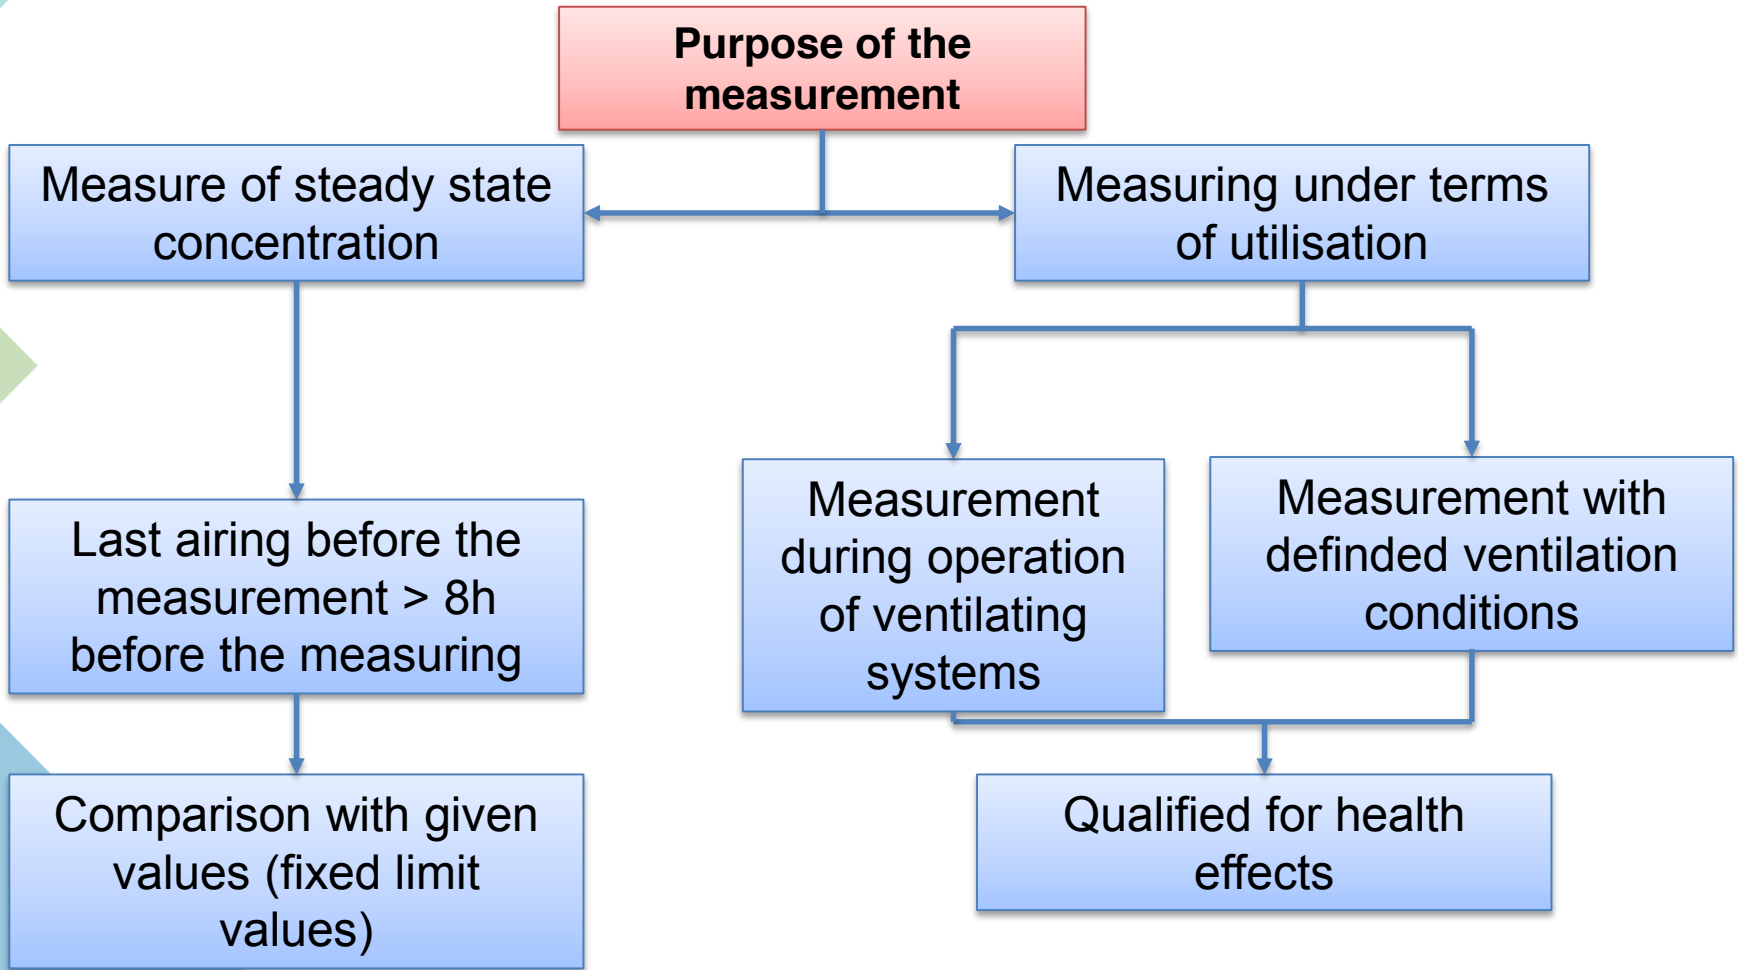 Purpose of the
measurement
Measure of steady state
concentration
Measuring under terms
of utilisation
Last airing before the
measurement > 8h
before the measuring
Measurement
during operation
of ventilating
systems
Measurement with
definded ventilation
conditions
Comparison with given
values (fixed limit
values)
Qualified for health
effects